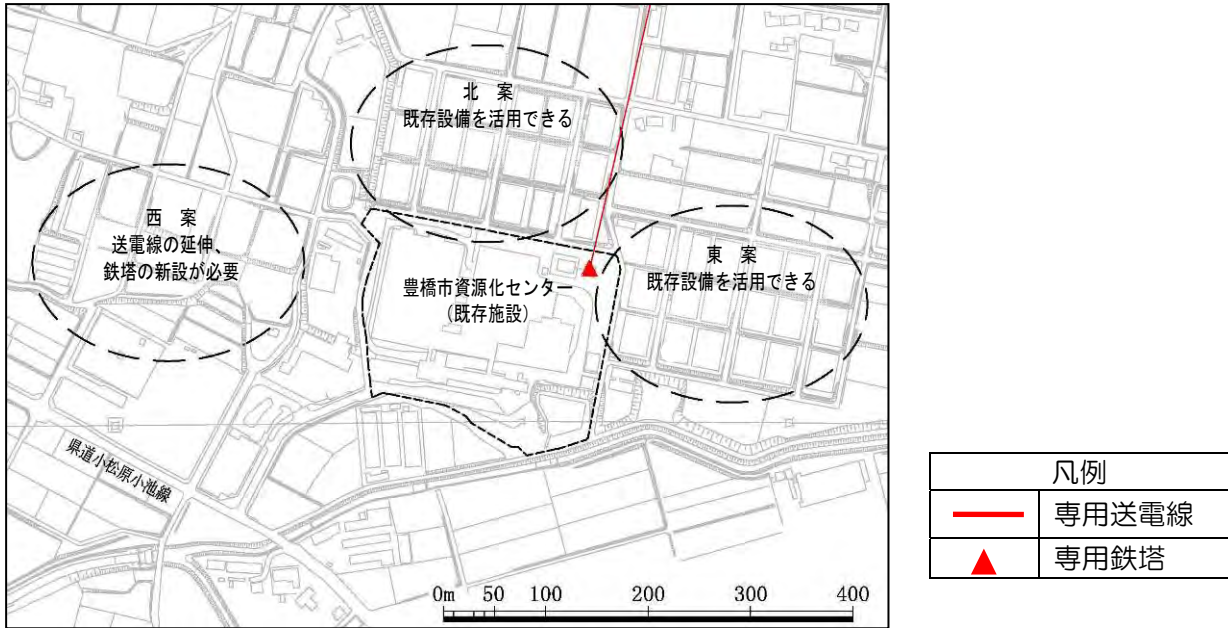 北 案
既存設備を活用できる
西 案
送電線の延伸、
鉄塔の新設が必要
東 案
既存設備を活用できる
豊橋市資源化センター
(既存施設)
県道小松原小池線
0m 50 100 200 300 400
凡例
専用送電線
専用鉄塔